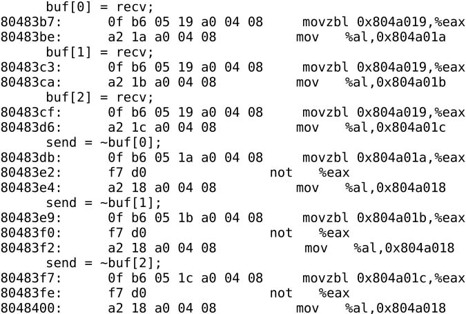 buf[0] = recv;
80483b7: 0f b6 05 19 a0 04 08 movzbl 0x804a019,%eax
80483be: a2 1a a0 04 08 mov %al,0x804a01a
buf[1] = recv;
80483c3: 0f b6 05 19 a0 04 08 movzbl 0x804a019,%eax
80483ca: a2 1b a0 04 08 mov %al,0x804a01b
buf[2] = recv;
80483cf: 0f b6 05 19 a0 04 08 movzbl 0x804a019,%eax
80483d6: a2 1c a0 04 08 mov %al,0x804a01c
send = ~buf[0];
80483db: 0f b6 05 1a a0 04 08 movzbl 0x804a01a,%eax
80483e2: f7 d0 not %eax
80483e4: a2 18 a0 04 08 mov %al,0x804a018
send = ~buf[1];
80483e9: 0f b6 05 1b a0 04 08 movzbl 0x804a01b,%eax
80483f0: f7 d0 not %eax
80483f2: a2 18 a0 04 08 mov %al,0x804a018
send = ~buf[2];
80483f7: 0f b6 05 1c a0 04 08 movzbl 0x804a01c,%eax
80483fe: f7 d0 not %eax
8048400: a2 18 a0 04 08 mov %al,0x804a018